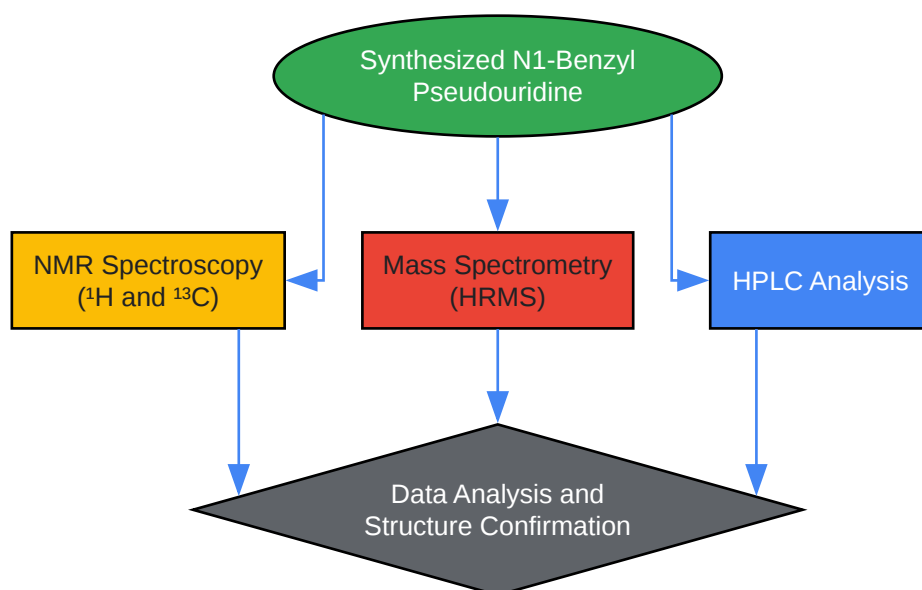 Synthesized N1-Benzyl
Pseudouridine
NMR Spectroscopy
(¹H and ¹³C)
Mass Spectrometry
(HRMS)
HPLC Analysis
Data Analysis and
Structure Confirmation